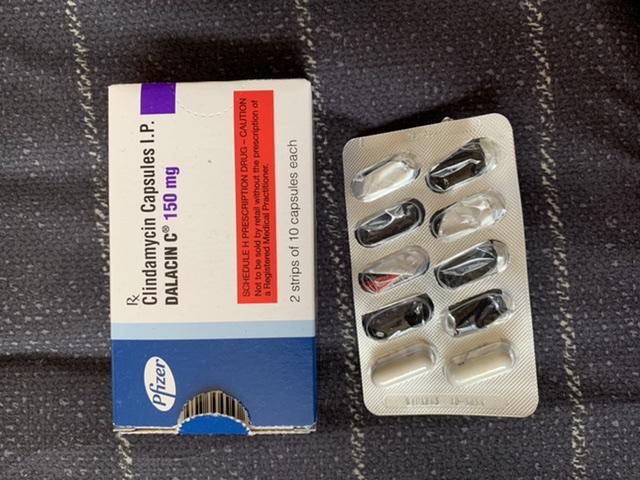 Rx
Clindamycin Capsules I.P.
DALACIN C® 150 mg
SCHEDULE H PRESCRIPTION DRUG – CAUTION
Not to be sold by retail without the prescription of
a Registered Medical Practitioner.
2 strips of 10 capsules each
Pfizer